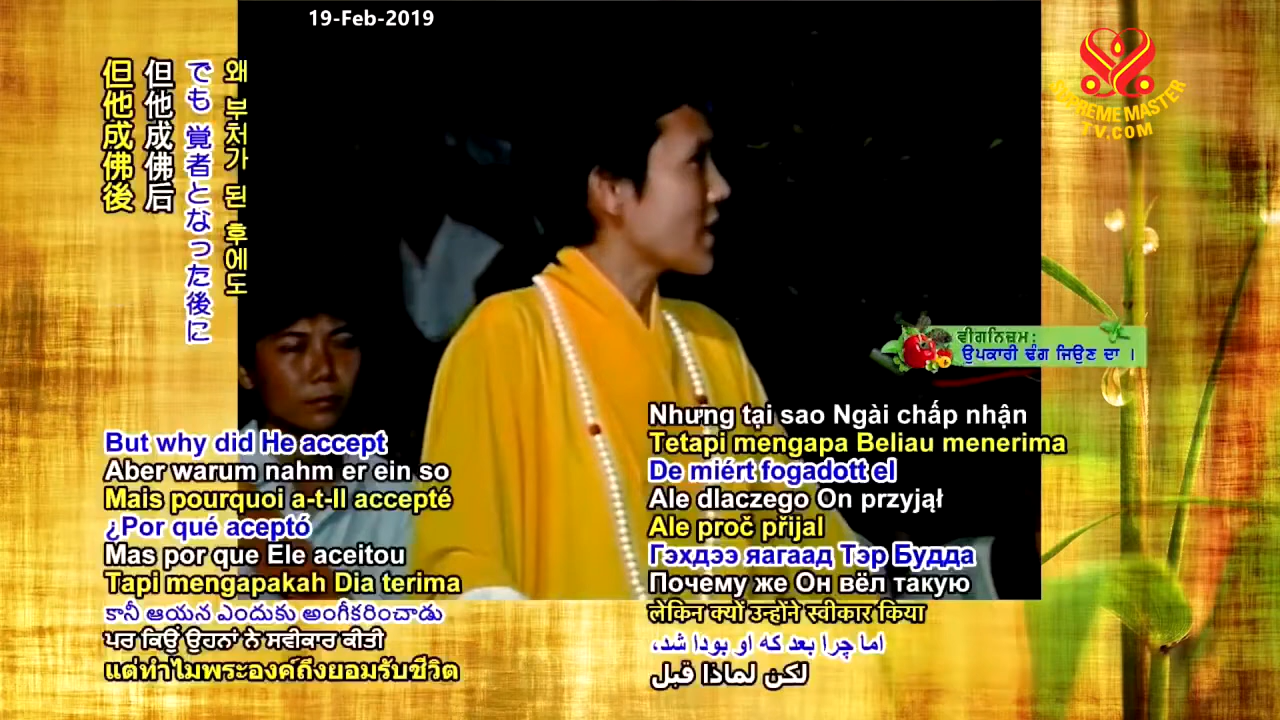 19-Feb-2019
SUPREME MASTER
TV.COM
但他成佛後
但他成佛后
でも 覚者となった後に
왜 부처가 된 후에도
ਵੀਗਨਿਜ਼ਮ:
ਉਪਕਾਰੀ ਢੰਗ ਜਿਉਣ ਦਾ ।
But why did He accept
Aber warum nahm er ein so
Mais pourquoi a-t-Il accepté
¿Por qué aceptó
Mas por que Ele aceitou
Tapi mengapakah Dia terima
కానీ ఆయన ఎందుకు అంగీకరించాడు
ਪਰ ਕਿਉਂ ਉਹਨਾਂ ਨੇ ਸਵੀਕਾਰ ਕੀਤੀ
แต่ทำไมพระองค์ถึงยอมรับชีวิต
Nhưng tại sao Ngài chấp nhận
Tetapi mengapa Beliau menerima
De miért fogadott el
Ale dlaczego On przyjął
Ale proč přijal
Гэхдээ яагаад Тэр Будда
Почему же Он вёл такую
लेकिन क्यों उन्होंने स्वीकार किया
اما چرا بعد که او بودا شد،
لكن لماذا قبل